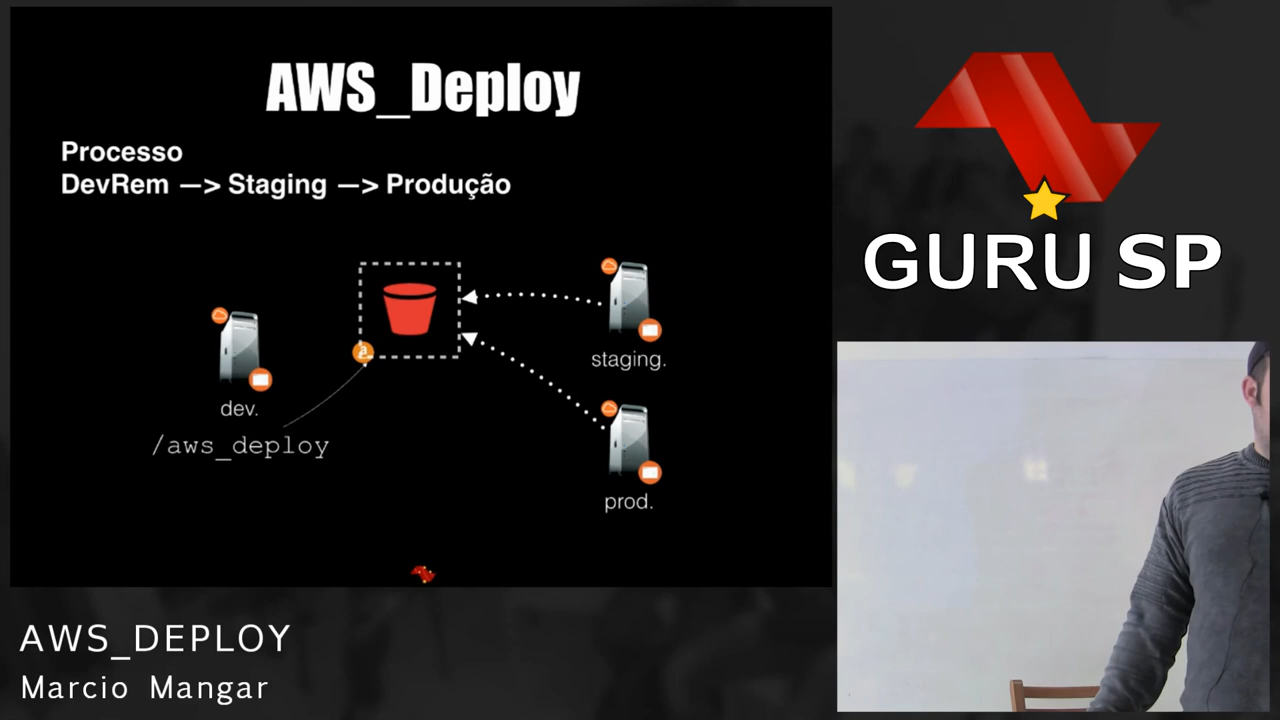 AWS_Deploy
Processo
DevRem —> Staging —> Produção
staging.
dev.
/aws_deploy
prod.
GURU SP
AWS_DEPLOY
Marcio Mangar